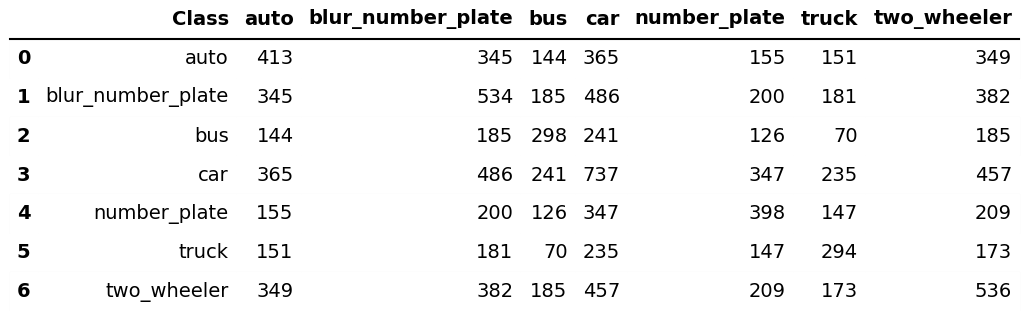 Class auto blur_number_plate bus car number_plate truck two_wheeler
0 auto 413 345 144 365 155 151 349
1 blur_number_plate 345 534 185 486 200 181 382
2 bus 144 185 298 241 126 70 185
3 car 365 486 241 737 347 235 457
4 number_plate 155 200 126 347 398 147 209
5 truck 151 181 70 235 147 294 173
6 two_wheeler 349 382 185 457 209 173 536